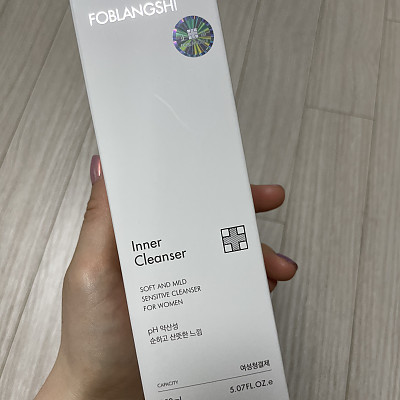 FOBLANGSHI
Inner
Cleanser
SOFT AND MILD
SENSITIVE CLEANSER
FOR WOMEN
pH 약산성
순하고 산뜻한 느낌
여성청결제
CAPACITY
5.07FL.OZ.e